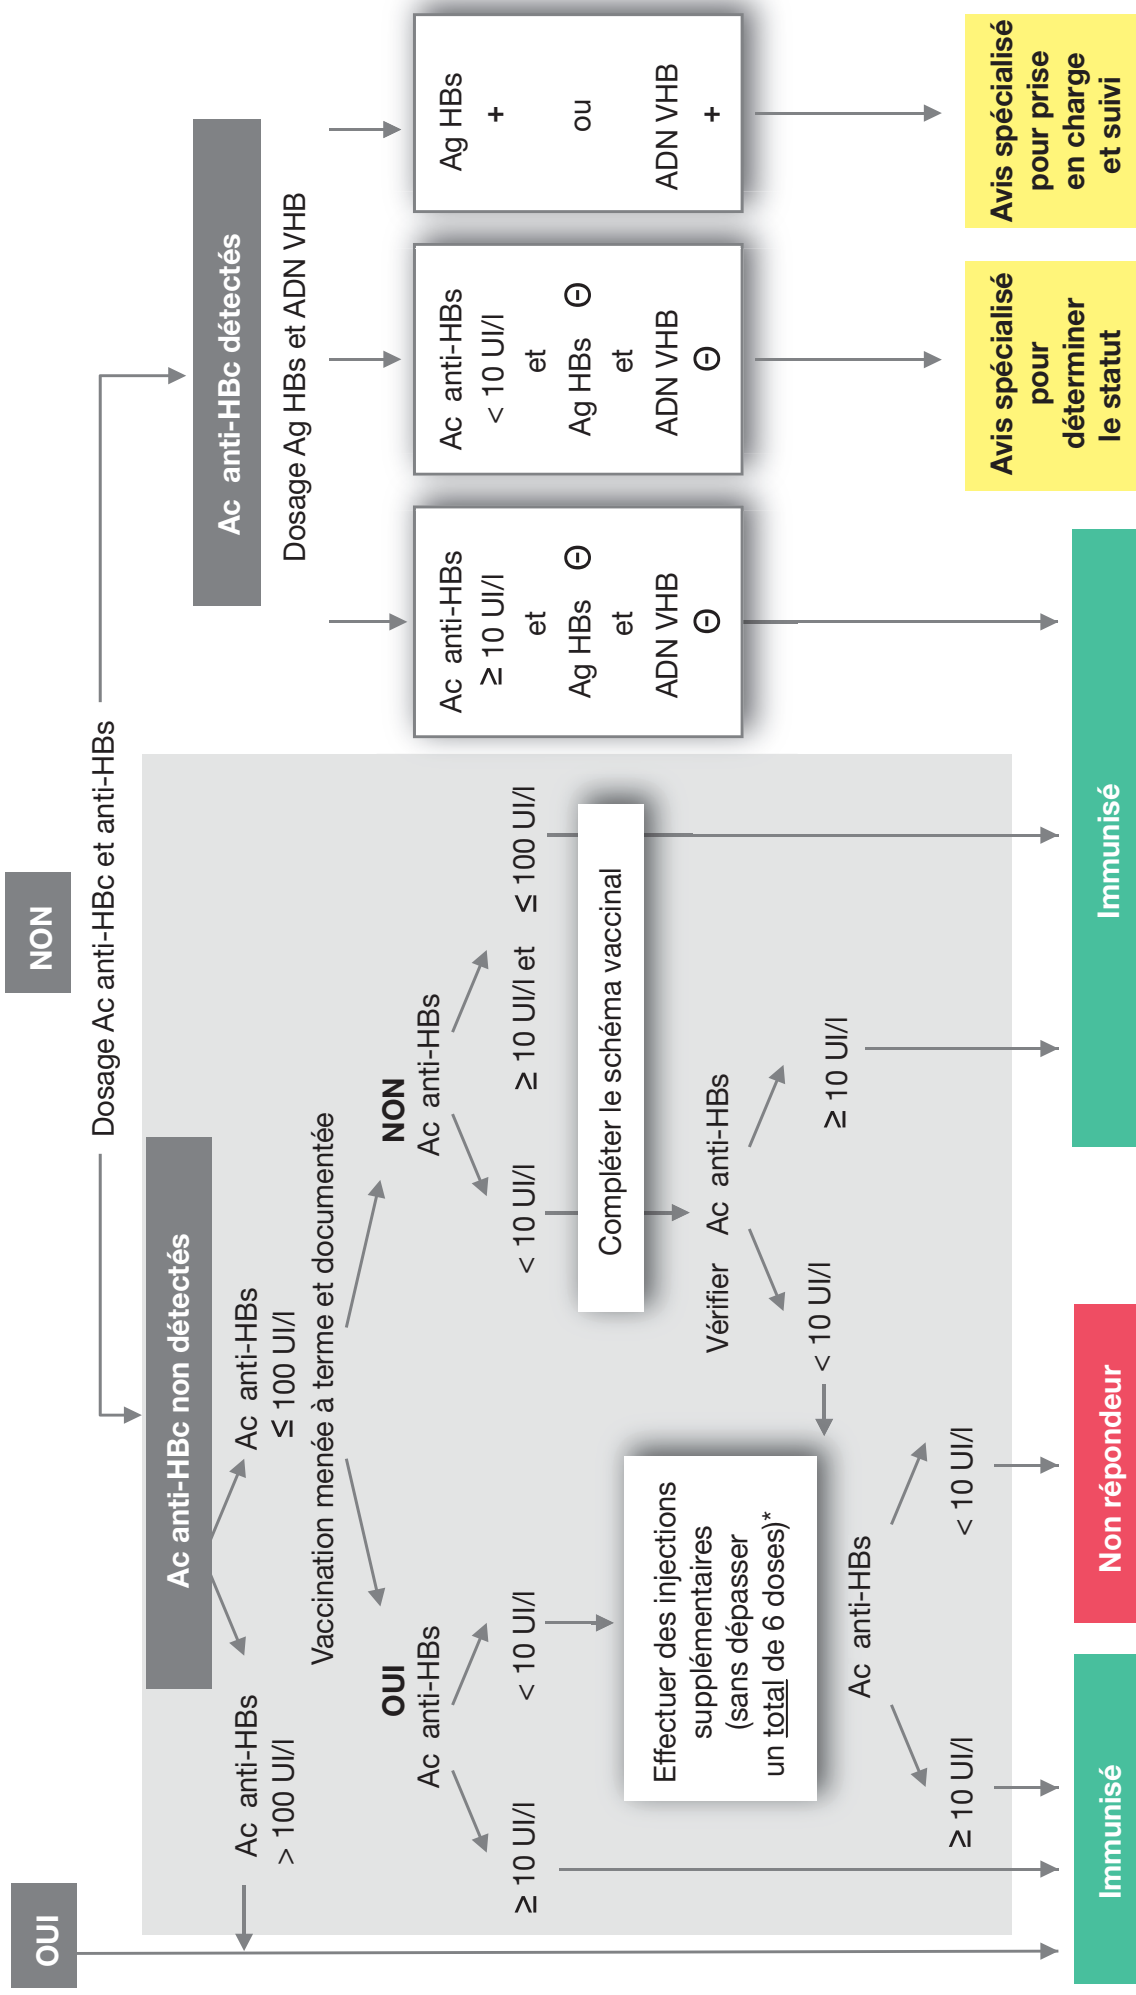 OUI
NON
Dosage Ac anti-HBc et anti-HBs
Ac anti-HBc non détectés
Ac anti-HBs
> 100 UI/l
Ac anti-HBs
≤ 100 UI/l
Vaccination menée à terme et documentée
OUI
Ac anti-HBs
≥ 10 UI/l
< 10 UI/l
NON
Ac anti-HBs
< 10 UI/l
≥ 10 UI/l et ≤ 100 UI/l
Compléter le schéma vaccinal
Vérifier Ac anti-HBs
< 10 UI/l
≥ 10 UI/l
Effectuer des injections
supplémentaires
(sans dépasser
un total de 6 doses)*
Ac anti-HBs
≥ 10 UI/l
< 10 UI/l
Ac anti-HBc détectés
Dosage Ag HBs et ADN VHB
Ac anti-HBs
≥ 10 UI/l
et
Ag HBs ⊖
et
ADN VHB
⊖
Ac anti-HBs
< 10 UI/l
et
Ag HBs ⊖
et
ADN VHB
⊖
Ag HBs
+
ou
ADN VHB
+
Immunisé
Non répondeur
Immunisé
Avis spécialisé
pour
déterminer
le statut
Avis spécialisé
pour prise
en charge
et suivi